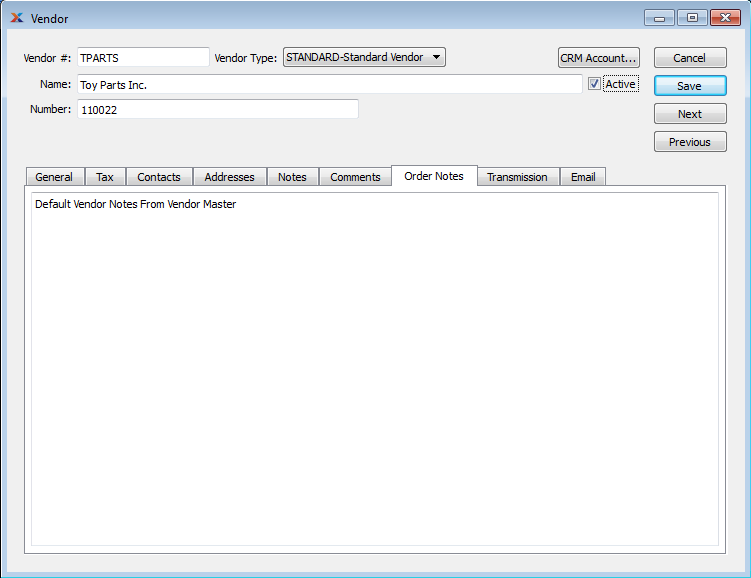 Vendor
Vendor #: TPARTS Vendor Type: STANDARD-Standard Vendor CRM Account... Cancel
Name: Toy Parts Inc. Active Save
Number: 110022 Next
Previous
General Tax Contacts Addresses Notes Comments Order Notes Transmission Email
Default Vendor Notes From Vendor Master